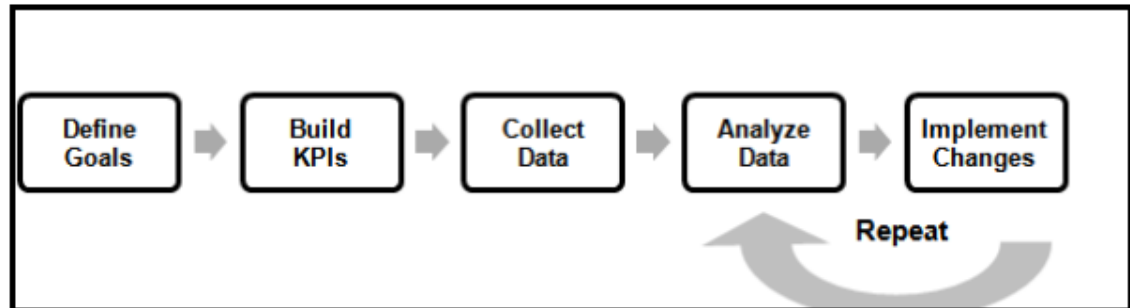 Define
Goals
Build
KPIs
Collect
Data
Analyze
Data
Implement
Changes
Repeat